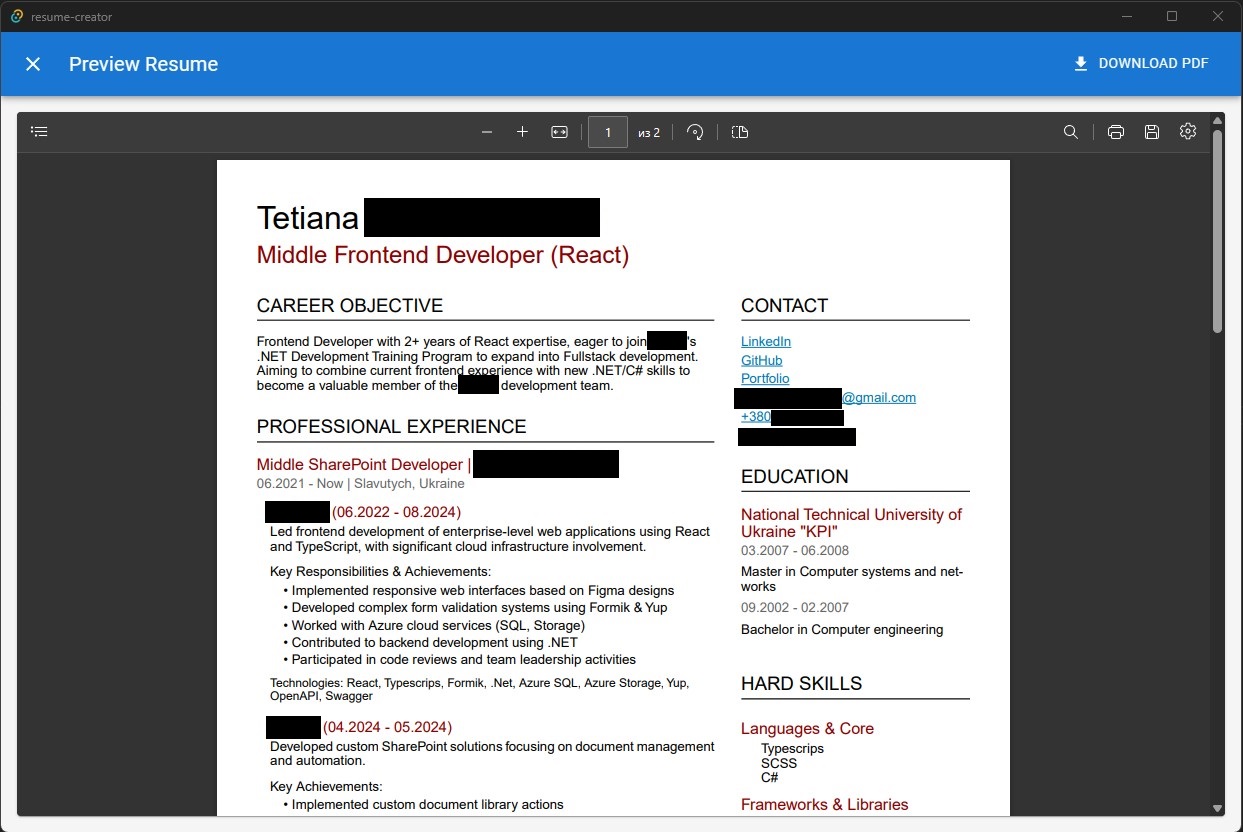 resume-creator
Preview Resume
DOWNLOAD PDF
1 из 2
Tetiana
Middle Frontend Developer (React)
CAREER OBJECTIVE
Frontend Developer with 2+ years of React expertise, eager to join 's
.NET Development Training Program to expand into Fullstack development.
Aiming to combine current frontend experience with new .NET/C# skills to
become a valuable member of the development team.
PROFESSIONAL EXPERIENCE
Middle SharePoint Developer |
06.2021 - Now | Slavutych, Ukraine
(06.2022 - 08.2024)
Led frontend development of enterprise-level web applications using React
and TypeScript, with significant cloud infrastructure involvement.
Key Responsibilities & Achievements:
• Implemented responsive web interfaces based on Figma designs
• Developed complex form validation systems using Formik & Yup
• Worked with Azure cloud services (SQL, Storage)
• Contributed to backend development using .NET
• Participated in code reviews and team leadership activities
Technologies: React, Typescrips, Formik, .Net, Azure SQL, Azure Storage, Yup,
OpenAPI, Swagger
(04.2024 - 05.2024)
Developed custom SharePoint solutions focusing on document management
and automation.
Key Achievements:
• Implemented custom document library actions
CONTACT
LinkedIn
GitHub
Portfolio
@gmail.com
+380
EDUCATION
National Technical University of
Ukraine "KPI"
03.2007 - 06.2008
Master in Computer systems and net-
works
09.2002 - 02.2007
Bachelor in Computer engineering
HARD SKILLS
Languages & Core
Typescrips
SCSS
C#
Frameworks & Libraries